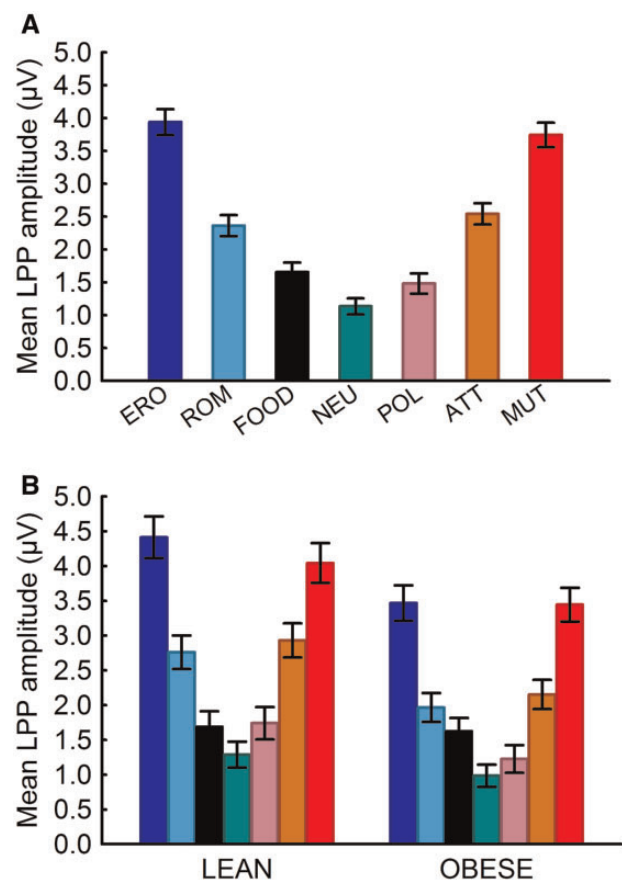 A
Mean LPP amplitude (µV)
5.0
4.5
4.0
3.5
3.0
2.5
2.0
1.5
1.0
0.5
0.0
ERO
ROM
FOOD
NEU
POL
ATT
MUT
B
Mean LPP amplitude (µV)
5.0
4.5
4.0
3.5
3.0
2.5
2.0
1.5
1.0
0.5
0.0
LEAN
OBESE